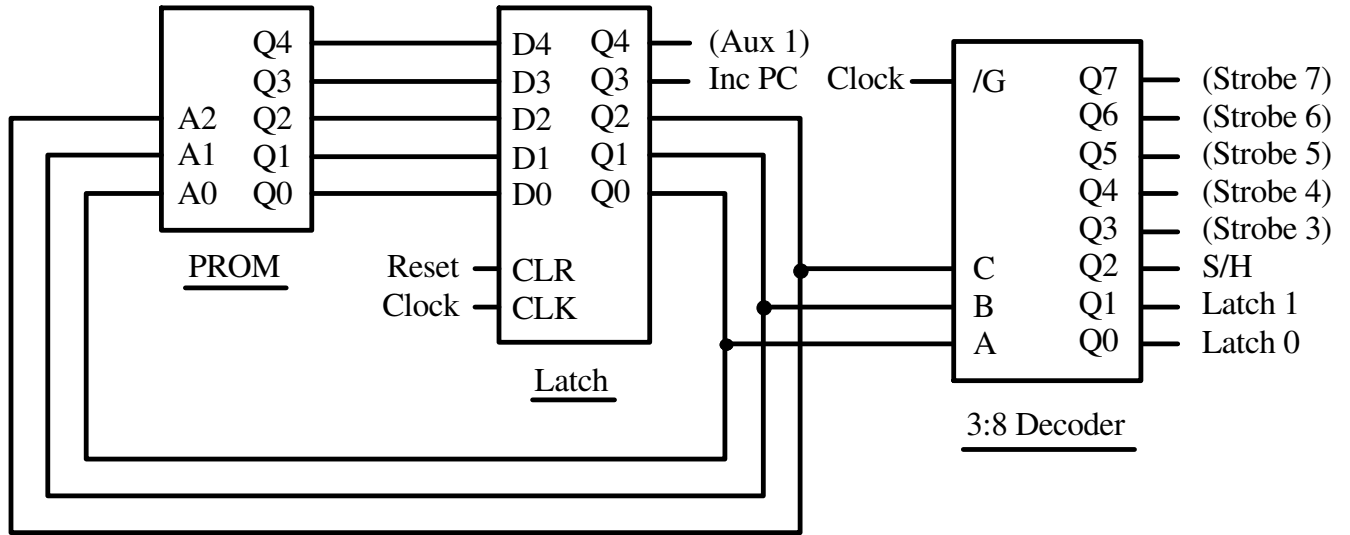 Q4
Q3
A2 Q2
A1 Q1
A0 Q0
PROM
D4 Q4
D3 Q3
D2 Q2
D1 Q1
D0 Q0
Reset CLR
Clock CLK
Latch
(Aux 1)
Inc PC
Clock /G Q7 (Strobe 7)
Q6 (Strobe 6)
Q5 (Strobe 5)
Q4 (Strobe 4)
Q3 (Strobe 3)
C Q2 S/H
B Q1 Latch 1
A Q0 Latch 0
3:8 Decoder